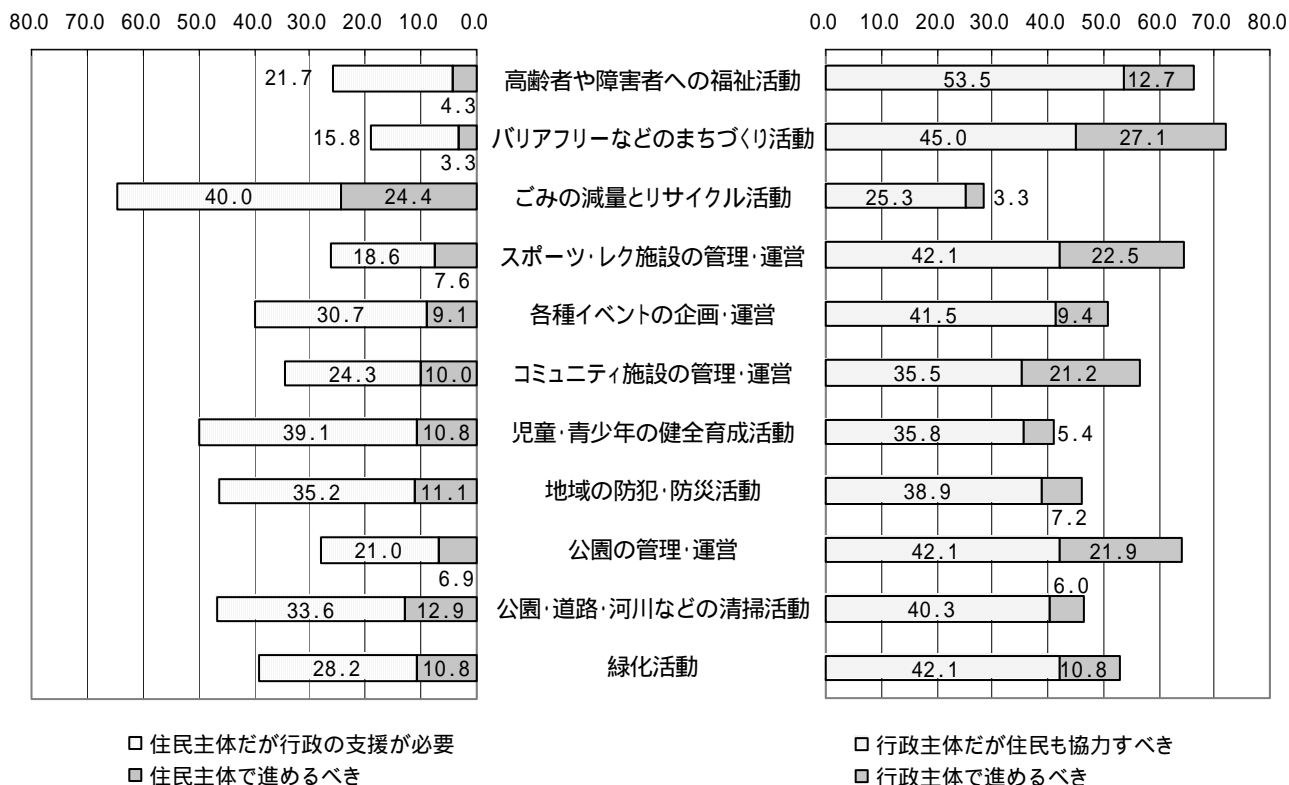 80.0 70.0 60.0 50.0 40.0 30.0 20.0 10.0 0.0 0.0 10.0 20.0 30.0 40.0 50.0 60.0 70.0 80.0
21.7 4.3 高齢者や障害者への福祉活動 53.5 12.7
15.8 3.3 バリアフリーなどのまちづくり活動 45.0 27.1
40.0 24.4 ごみの減量とリサイクル活動 25.3 3.3
18.6 7.6 スポーツ・レク施設の管理・運営 42.1 22.5
30.7 9.1 各種イベントの企画・運営 41.5 9.4
24.3 10.0 コミュニティ施設の管理・運営 35.5 21.2
39.1 10.8 児童・青少年の健全育成活動 35.8 5.4
35.2 11.1 地域の防犯・防災活動 38.9 7.2
21.0 6.9 公園の管理・運営 42.1 21.9
33.6 12.9 公園・道路・河川などの清掃活動 40.3 6.0
28.2 10.8 緑化活動 42.1 10.8
住民主体だが行政の支援が必要 行政主体だが住民も協力すべき
住民主体で進めるべき 行政主体で進めるべき